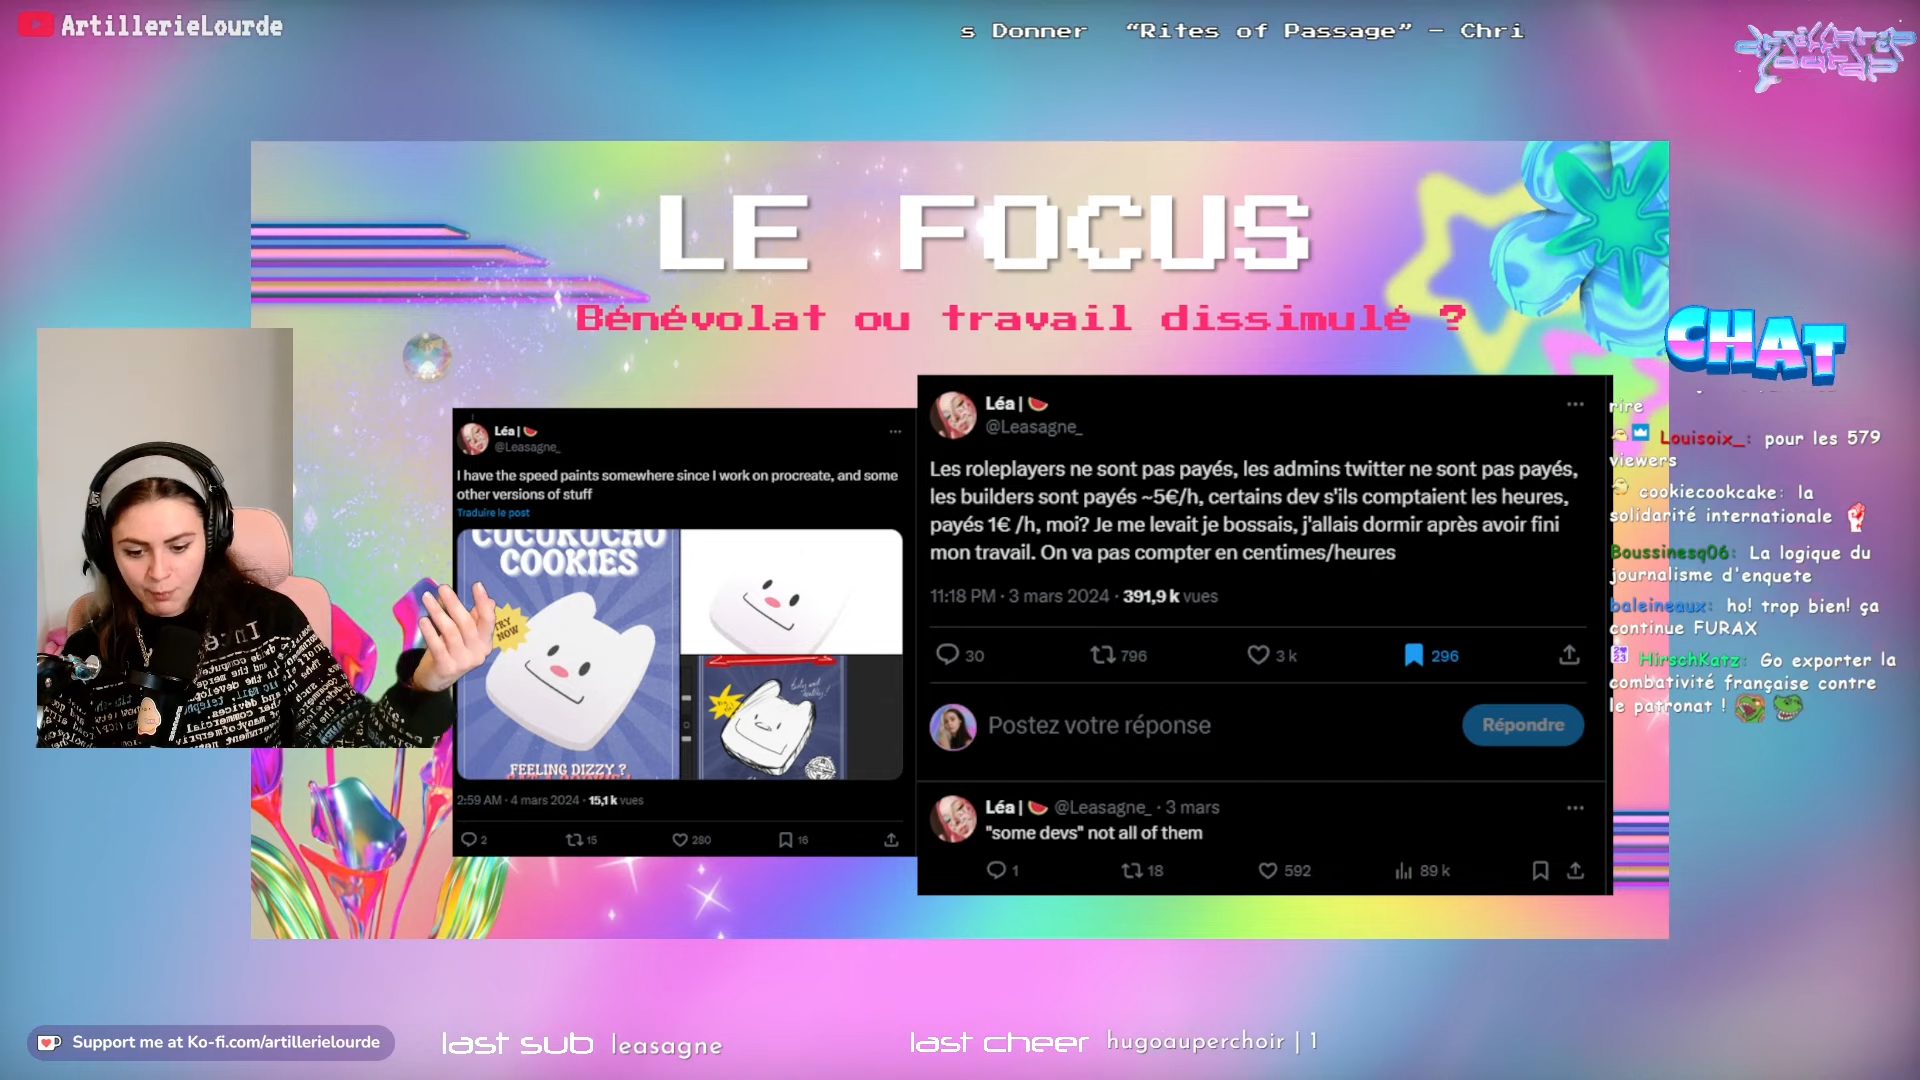 ArtillerieLourde
s Donner “Rites of Passage” – Chri
LE FOCUS
Bénévolat ou travail dissimulé ?
Léa |
@Leasagne_
I have the speed paints somewhere since I work on procreate, and some
other versions of stuff
Traduire le post
CUCURUCHO
COOKIES
TRY
NOW
FEELING DIZZY ?
2:59 AM · 4 mars 2024 · 15,1 k vues
2
15
280
16
Léa |
@Leasagne_
Les roleplayers ne sont pas payés, les admins twitter ne sont pas payés,
les builders sont payés ~5€/h, certains dev s'ils comptaient les heures,
payés 1€ /h, moi? Je me levait je bossais, j'allais dormir après avoir fini
mon travail. On va pas compter en centimes/heures
11:18 PM · 3 mars 2024 · 391,9 k vues
30
796
3 k
296
Postez votre réponse
Répondre
Léa | @Leasagne_ · 3 mars
"some devs" not all of them
1
18
592
89 k
CHAT
rire
Louisoix_: pour les 579
viewers
cookiecookcake: la
solidarité internationale
Boussinesq06: La logique du
journalisme d'enquete
baleineaux: ho! trop bien! ça
continue FURAX
HirschKatz: Go exporter la
combativité française contre
le patronat !
Support me at Ko-fi.com/artillerielourde
last sub leasagne
last cheer hugoauperchoir | 1